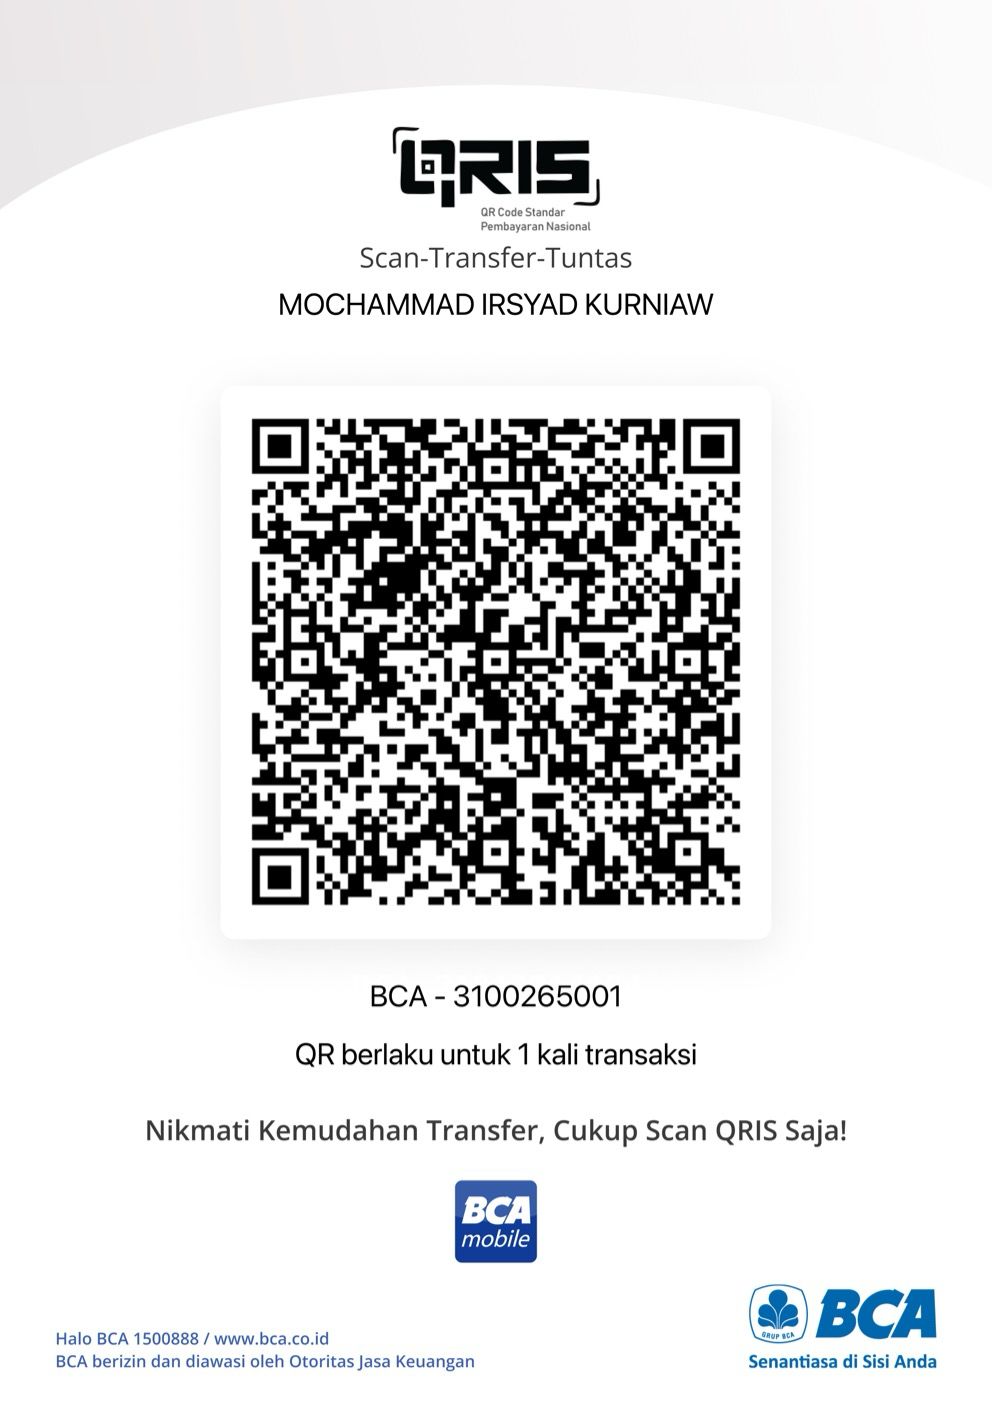 QRIS
QR Code Standar
Pembayaran Nasional
Scan-Transfer-Tuntas
MOCHAMMAD IRSYAD KURNIAW
BCA - 3100265001
QR berlaku untuk 1 kali transaksi
Nikmati Kemudahan Transfer, Cukup Scan QRIS Saja!
BCA
mobile
GRUP BCA
BCA
Senantiasa di Sisi Anda
Halo BCA 1500888 / www.bca.co.id
BCA berizin dan diawasi oleh Otoritas Jasa Keuangan